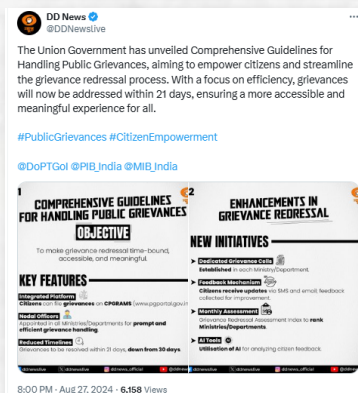 DD News
@DDNewslive
The Union Government has unveiled Comprehensive Guidelines for
Handling Public Grievances, aiming to empower citizens and streamline
the grievance redressal process. With a focus on efficiency, grievances
will now be addressed within 21 days, ensuring a more accessible and
meaningful experience for all.
#PublicGrievances #CitizenEmpowerment
@DoPTGoI @PIB_India @MIB_India
1
COMPREHENSIVE GUIDELINES
FOR HANDLING PUBLIC GRIEVANCES
OBJECTIVE
To make grievance redressal time-bound,
accessible, and meaningful.
KEY FEATURES
Integrated Platform
Citizens can file grievances on CPGRAMS (www.pgportal.gov.in
Nodal Officers
Appointed in all Ministries/Departments for prompt and
efficient grievance handling.
Reduced Timelines
Grievances to be resolved within 21 days, down from 30 days.
ddnewslive ddnewslive ddnews_official
2
ENHANCEMENTS IN
GRIEVANCE REDRESSAL
NEW INITIATIVES
Dedicated Grievance Cells
Established in each Ministry/Department.
Feedback Mechanism
Citizens receive updates via SMS and email; feedback
collected for improvement.
Monthly Assessment
Grievance Redressal Assessment Index to rank
Ministries/Departments.
AI Tools
Utilisation of AI for analyzing citizen feedback
ddnewslive ddnewslive ddnews_official
8:00 PM · Aug 27, 2024 · 6,158 Views